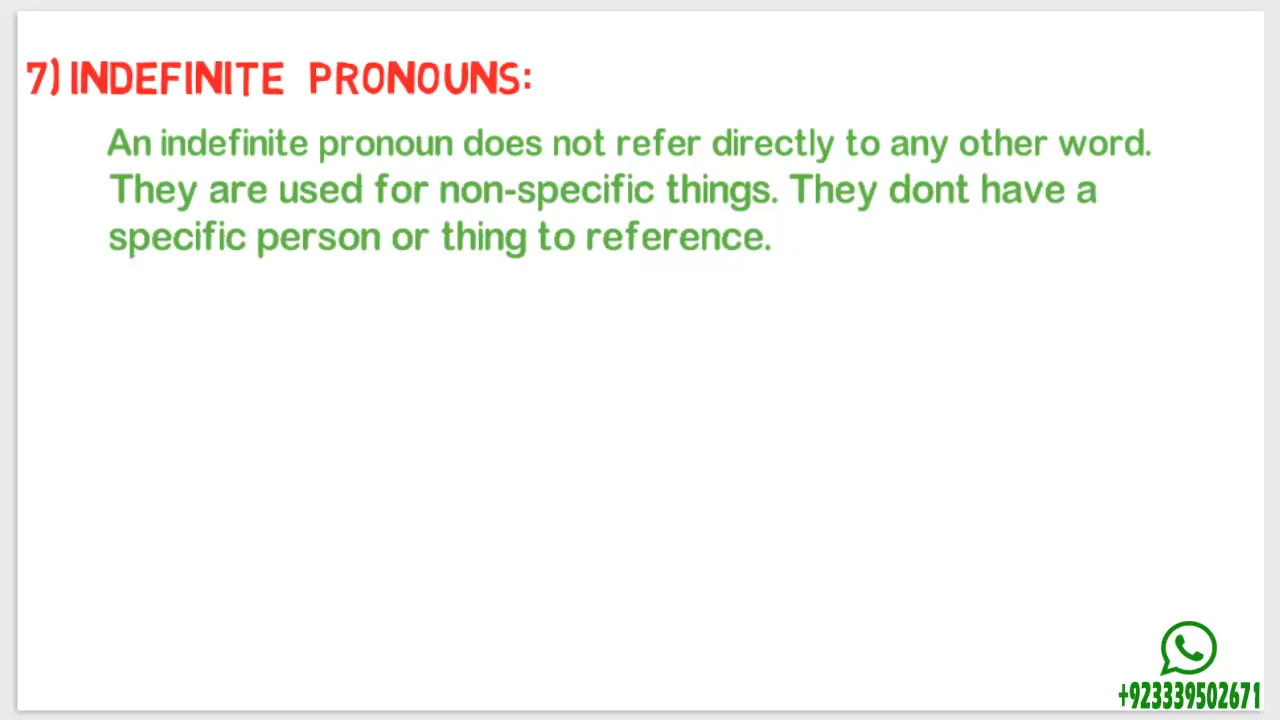 7) INDEFINITE PRONOUNS:
An indefinite pronoun does not refer directly to any other word.
They are used for non-specific things. They dont have a
specific person or thing to reference.
+923339502671